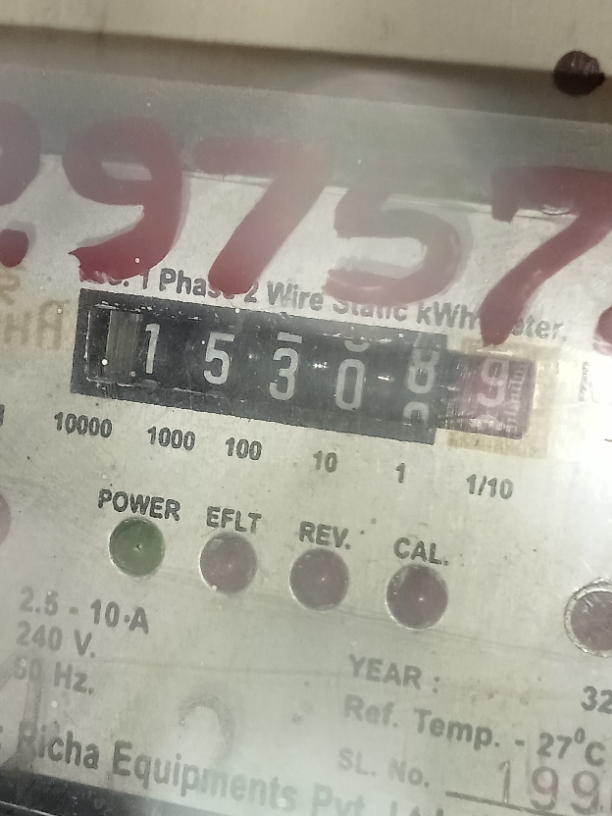 9757
1 Phase 2 Wire Static kWh Meter.
1 5 3 0 8 9
10000 1000 100 10 1 1/10
POWER EFLT REV. CAL.
2.5 - 10 A
240 V.
50 Hz.
YEAR :
32
Ref. Temp. - 27°C
SL. No. 199
Richa Equipments Pvt.